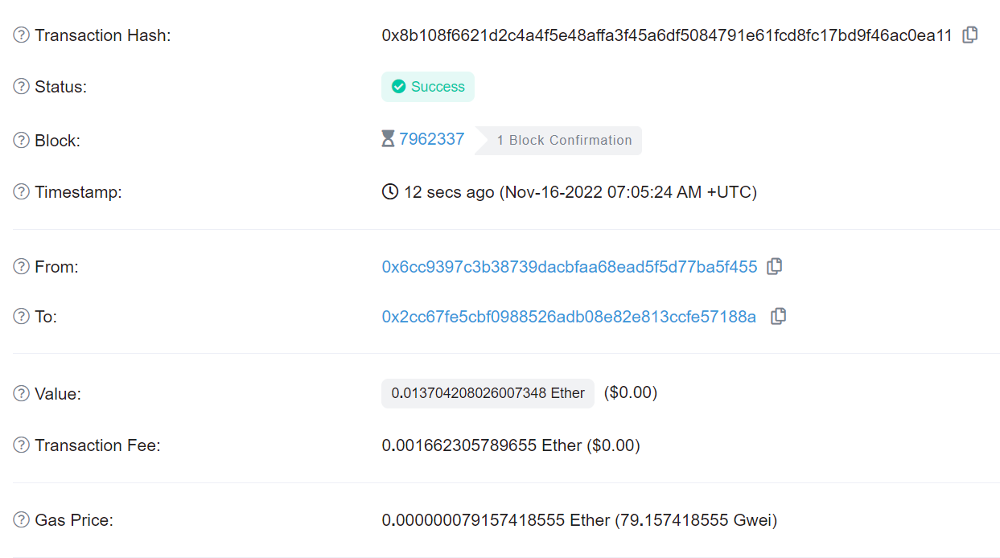 Transaction Hash: 0x8b108f6621d2c4a4f5e48affa3f45a6df5084791e61fcd8fc17bd9f46ac0ea11
Status: Success
Block: 7962337 1 Block Confirmation
Timestamp: 12 secs ago (Nov-16-2022 07:05:24 AM +UTC)
From: 0x6cc9397c3b38739dacbfaa68ead5f5d77ba5f455
To: 0x2cc67fe5cbf0988526adb08e82e813ccfe57188a
Value: 0.013704208026007348 Ether ($0.00)
Transaction Fee: 0.001662305789655 Ether ($0.00)
Gas Price: 0.000000079157418555 Ether (79.157418555 Gwei)